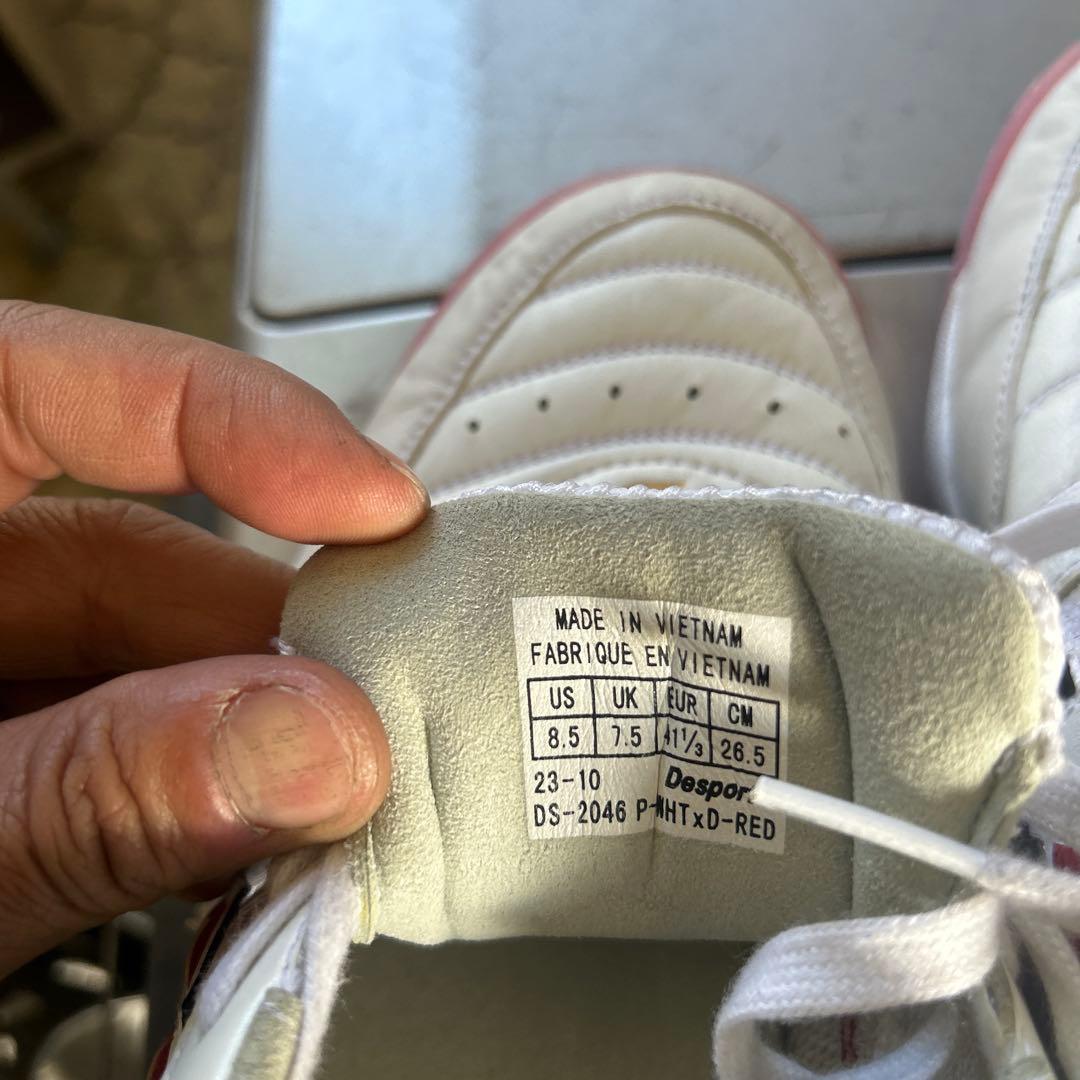 MADE IN VIETNAM
FABRIQUE EN VIETNAM
US UK EUR CM
8.5 7.5 41⅓ 26.5
23-10
DS-2046 P-WHTxD-RED